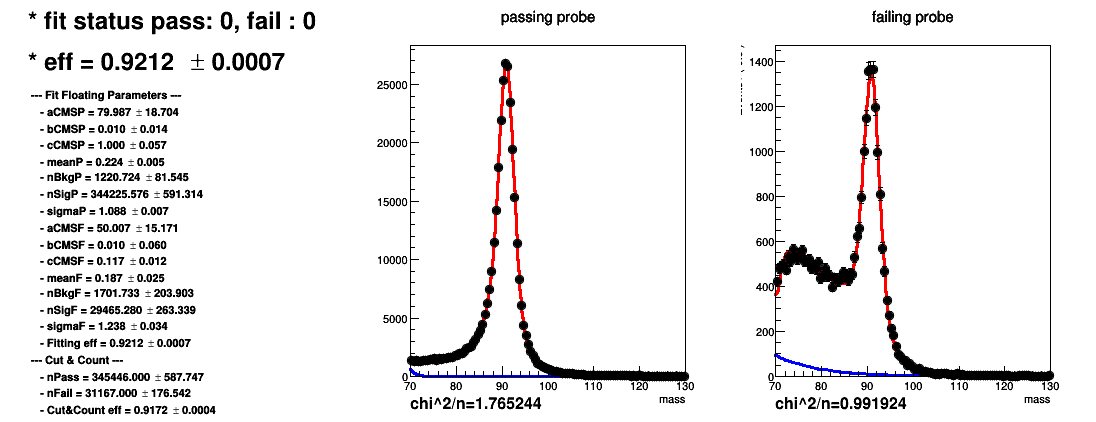 * fit status pass: 0, fail : 0
* eff = 0.9212 ± 0.0007
--- Fit Floating Parameters ---
- aCMSP = 79.987 ± 18.704
- bCMSP = 0.010 ± 0.014
- cCMSP = 1.000 ± 0.057
- meanP = 0.224 ± 0.005
- nBkgP = 1220.724 ± 81.545
- nSigP = 344225.576 ± 591.314
- sigmaP = 1.088 ± 0.007
- aCMSF = 50.007 ± 15.171
- bCMSF = 0.010 ± 0.060
- cCMSF = 0.117 ± 0.012
- meanF = 0.187 ± 0.025
- nBkgF = 1701.733 ± 203.903
- nSigF = 29465.280 ± 263.339
- sigmaF = 1.238 ± 0.034
- Fitting eff = 0.9212 ± 0.0007
--- Cut & Count ---
- nPass = 345446.000 ± 587.747
- nFail = 31167.000 ± 176.542
- Cut&Count eff = 0.9172 ± 0.0004
passing probe
25000
20000
15000
10000
5000
0
70 80 90 100 110 120 130
mass
chi^2/n=1.765244
failing probe
1400
1200
1000
800
600
400
200
0
70 80 90 100 110 120 130
mass
chi^2/n=0.991924